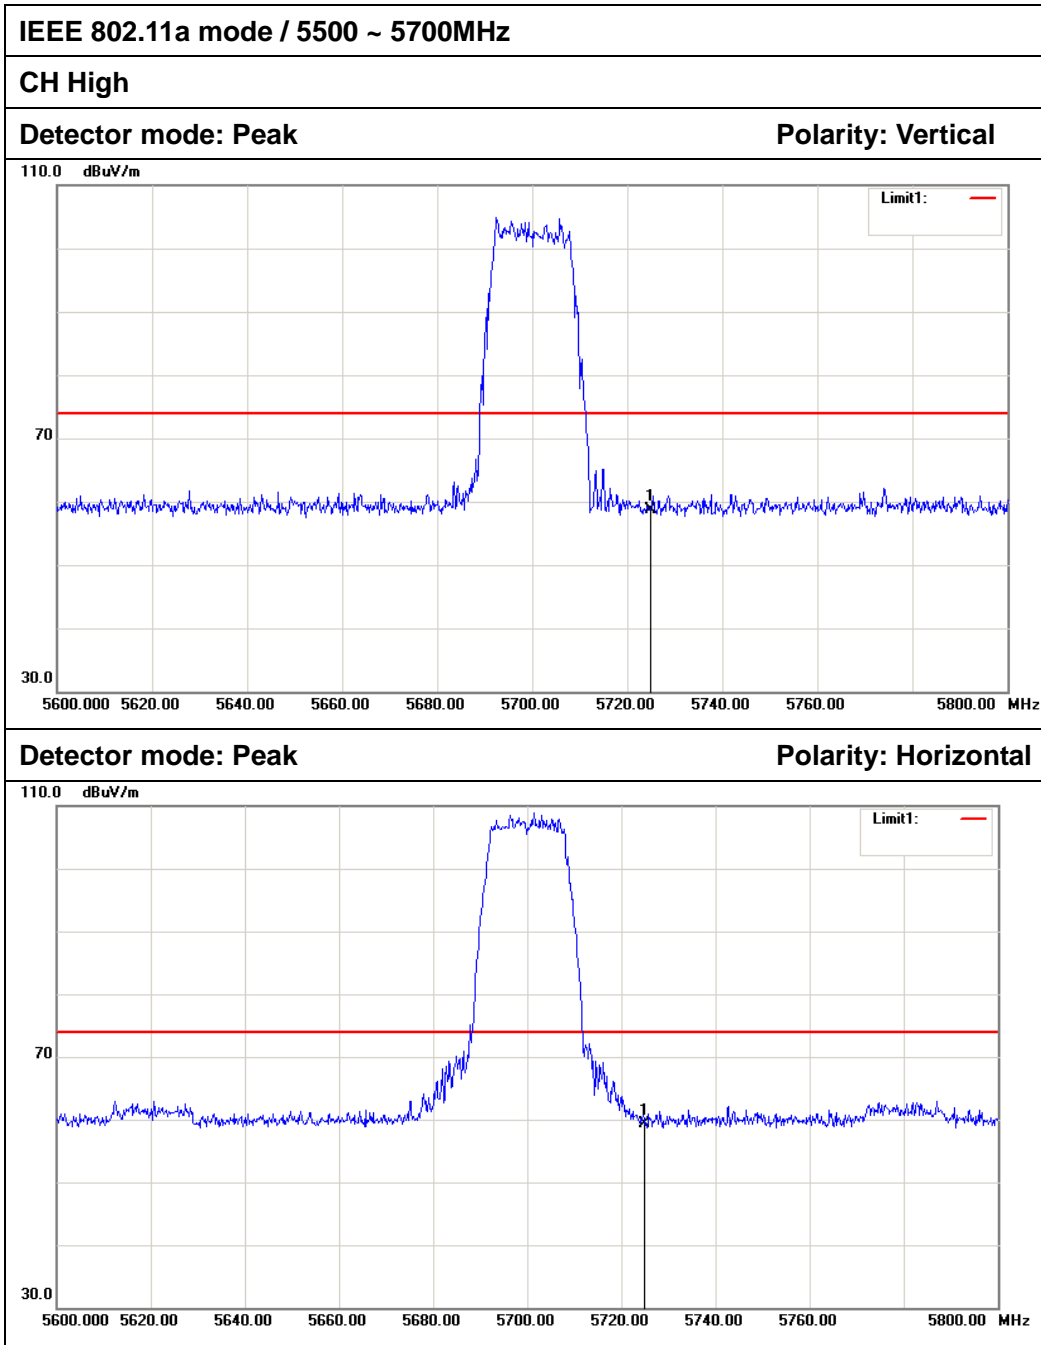 IEEE 802.11a mode / 5500 ~ 5700MHz
CH High
Detector mode: Peak Polarity: Vertical
110.0 dBuV/m
Limit1:
70
1
30.0
5600.000 5620.00 5640.00 5660.00 5680.00 5700.00 5720.00 5740.00 5760.00 5800.00 MHz
Detector mode: Peak Polarity: Horizontal
110.0 dBuV/m
Limit1:
70
1
30.0
5600.000 5620.00 5640.00 5660.00 5680.00 5700.00 5720.00 5740.00 5760.00 5800.00 MHz